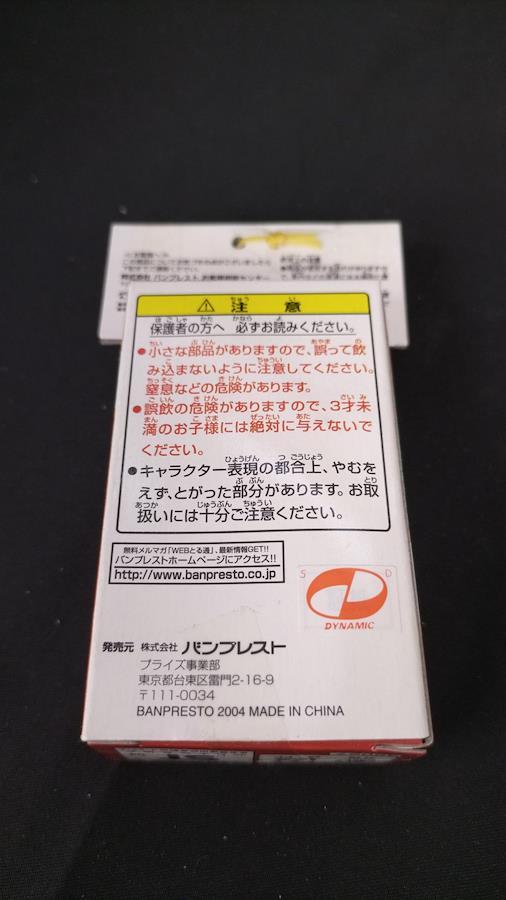 株式会社 バンプレスト
⚠ 注 意
保護者の方へ 必ずお読みください。
●小さな部品がありますので、誤って飲
み込まないように注意してください。
窒息などの危険があります。
●誤飲の危険がありますので、3才未
満のお子様には絶対に与えないで
ください。
●キャラクター表現の都合上、やむを
えず、とがった部分があります。お取
扱いには十分ご注意ください。
無料メルマガ「WEBとる通」、最新情報GET!!
バンプレストホームページにアクセス!!
http://www.banpresto.co.jp
S D
DYNAMIC
発売元 株式会社 バンプレスト
プライズ事業部
東京都台東区雷門2-16-9
〒111-0034
BANPRESTO 2004 MADE IN CHINA